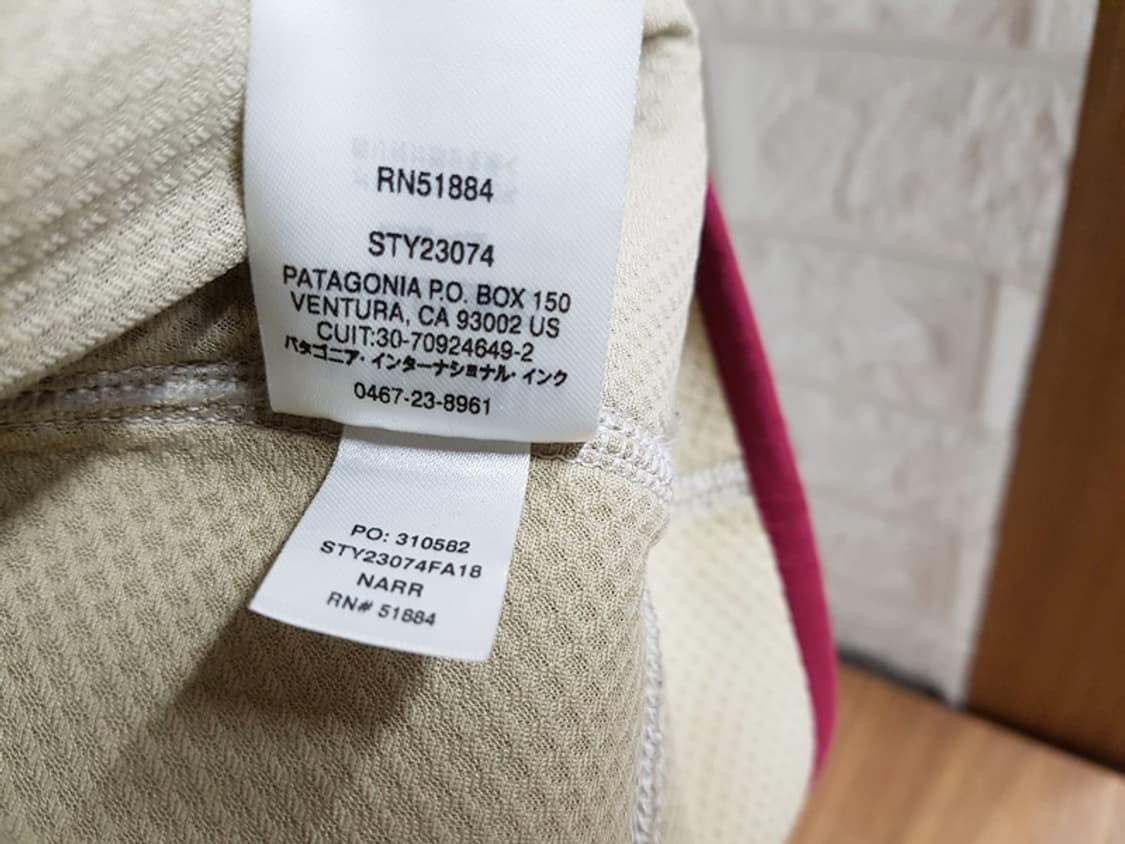 RN51884
STY23074
PATAGONIA P.O. BOX 150
VENTURA, CA 93002 US
CUIT:30-70924649-2
パタゴニア・インターナショナル・インク
0467-23-8961
PO: 310582
STY23074FA18
NARR
RN# 51884